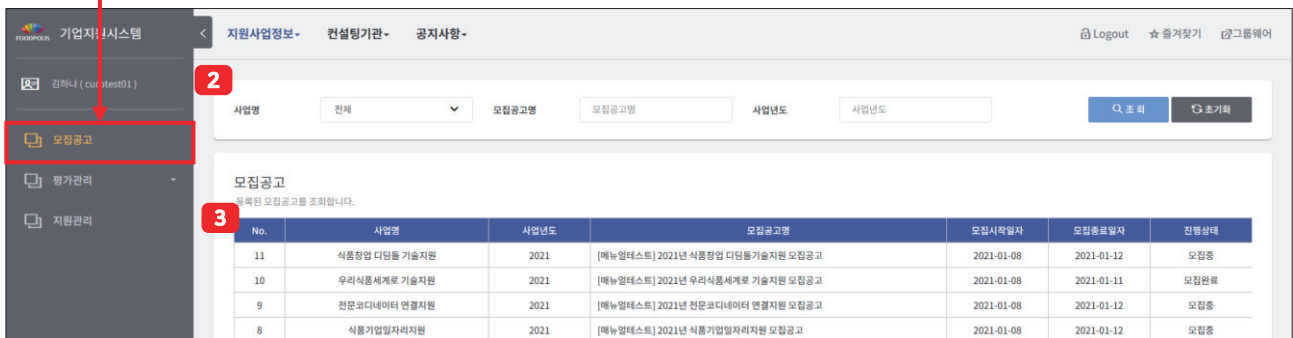 FOODPOLIS 기업지원시스템
지원사업정보 컨설팅기관 공지사항
Logout 즐겨찾기 그룹웨어
김하나 ( curotest01 )
2
사업명 전체 모집공고명 모집공고명 사업년도 사업년도 조회 초기화
모집공고
평가관리
지원관리
모집공고
등록된 모집공고를 조회합니다.
3
No. 사업명 사업년도 모집공고명 모집시작일자 모집종료일자 진행상태
11 식품창업 디딤돌 기술지원 2021 [메뉴얼테스트] 2021년 식품창업 디딤돌기술지원 모집공고 2021-01-08 2021-01-12 모집중
10 우리식품세계로 기술지원 2021 [메뉴얼테스트] 2021년 우리식품세계로 기술지원 모집공고 2021-01-08 2021-01-11 모집완료
9 전문코디네이터 연결지원 2021 [메뉴얼테스트] 2021년 전문코디네이터 연결지원 모집공고 2021-01-08 2021-01-12 모집중
8 식품기업일자리지원 2021 [메뉴얼테스트] 2021년 식품기업일자리지원 모집공고 2021-01-08 2021-01-12 모집중